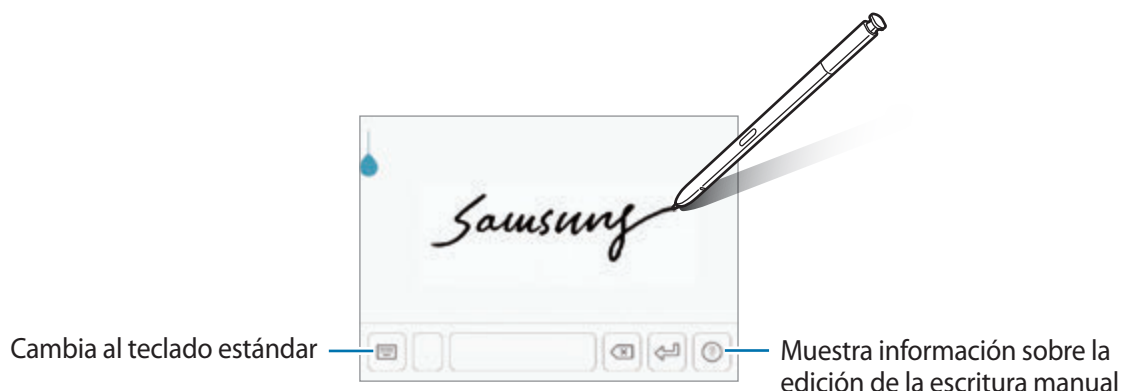 Samsung
Cambia al teclado estándar
Muestra información sobre la
edición de la escritura manual